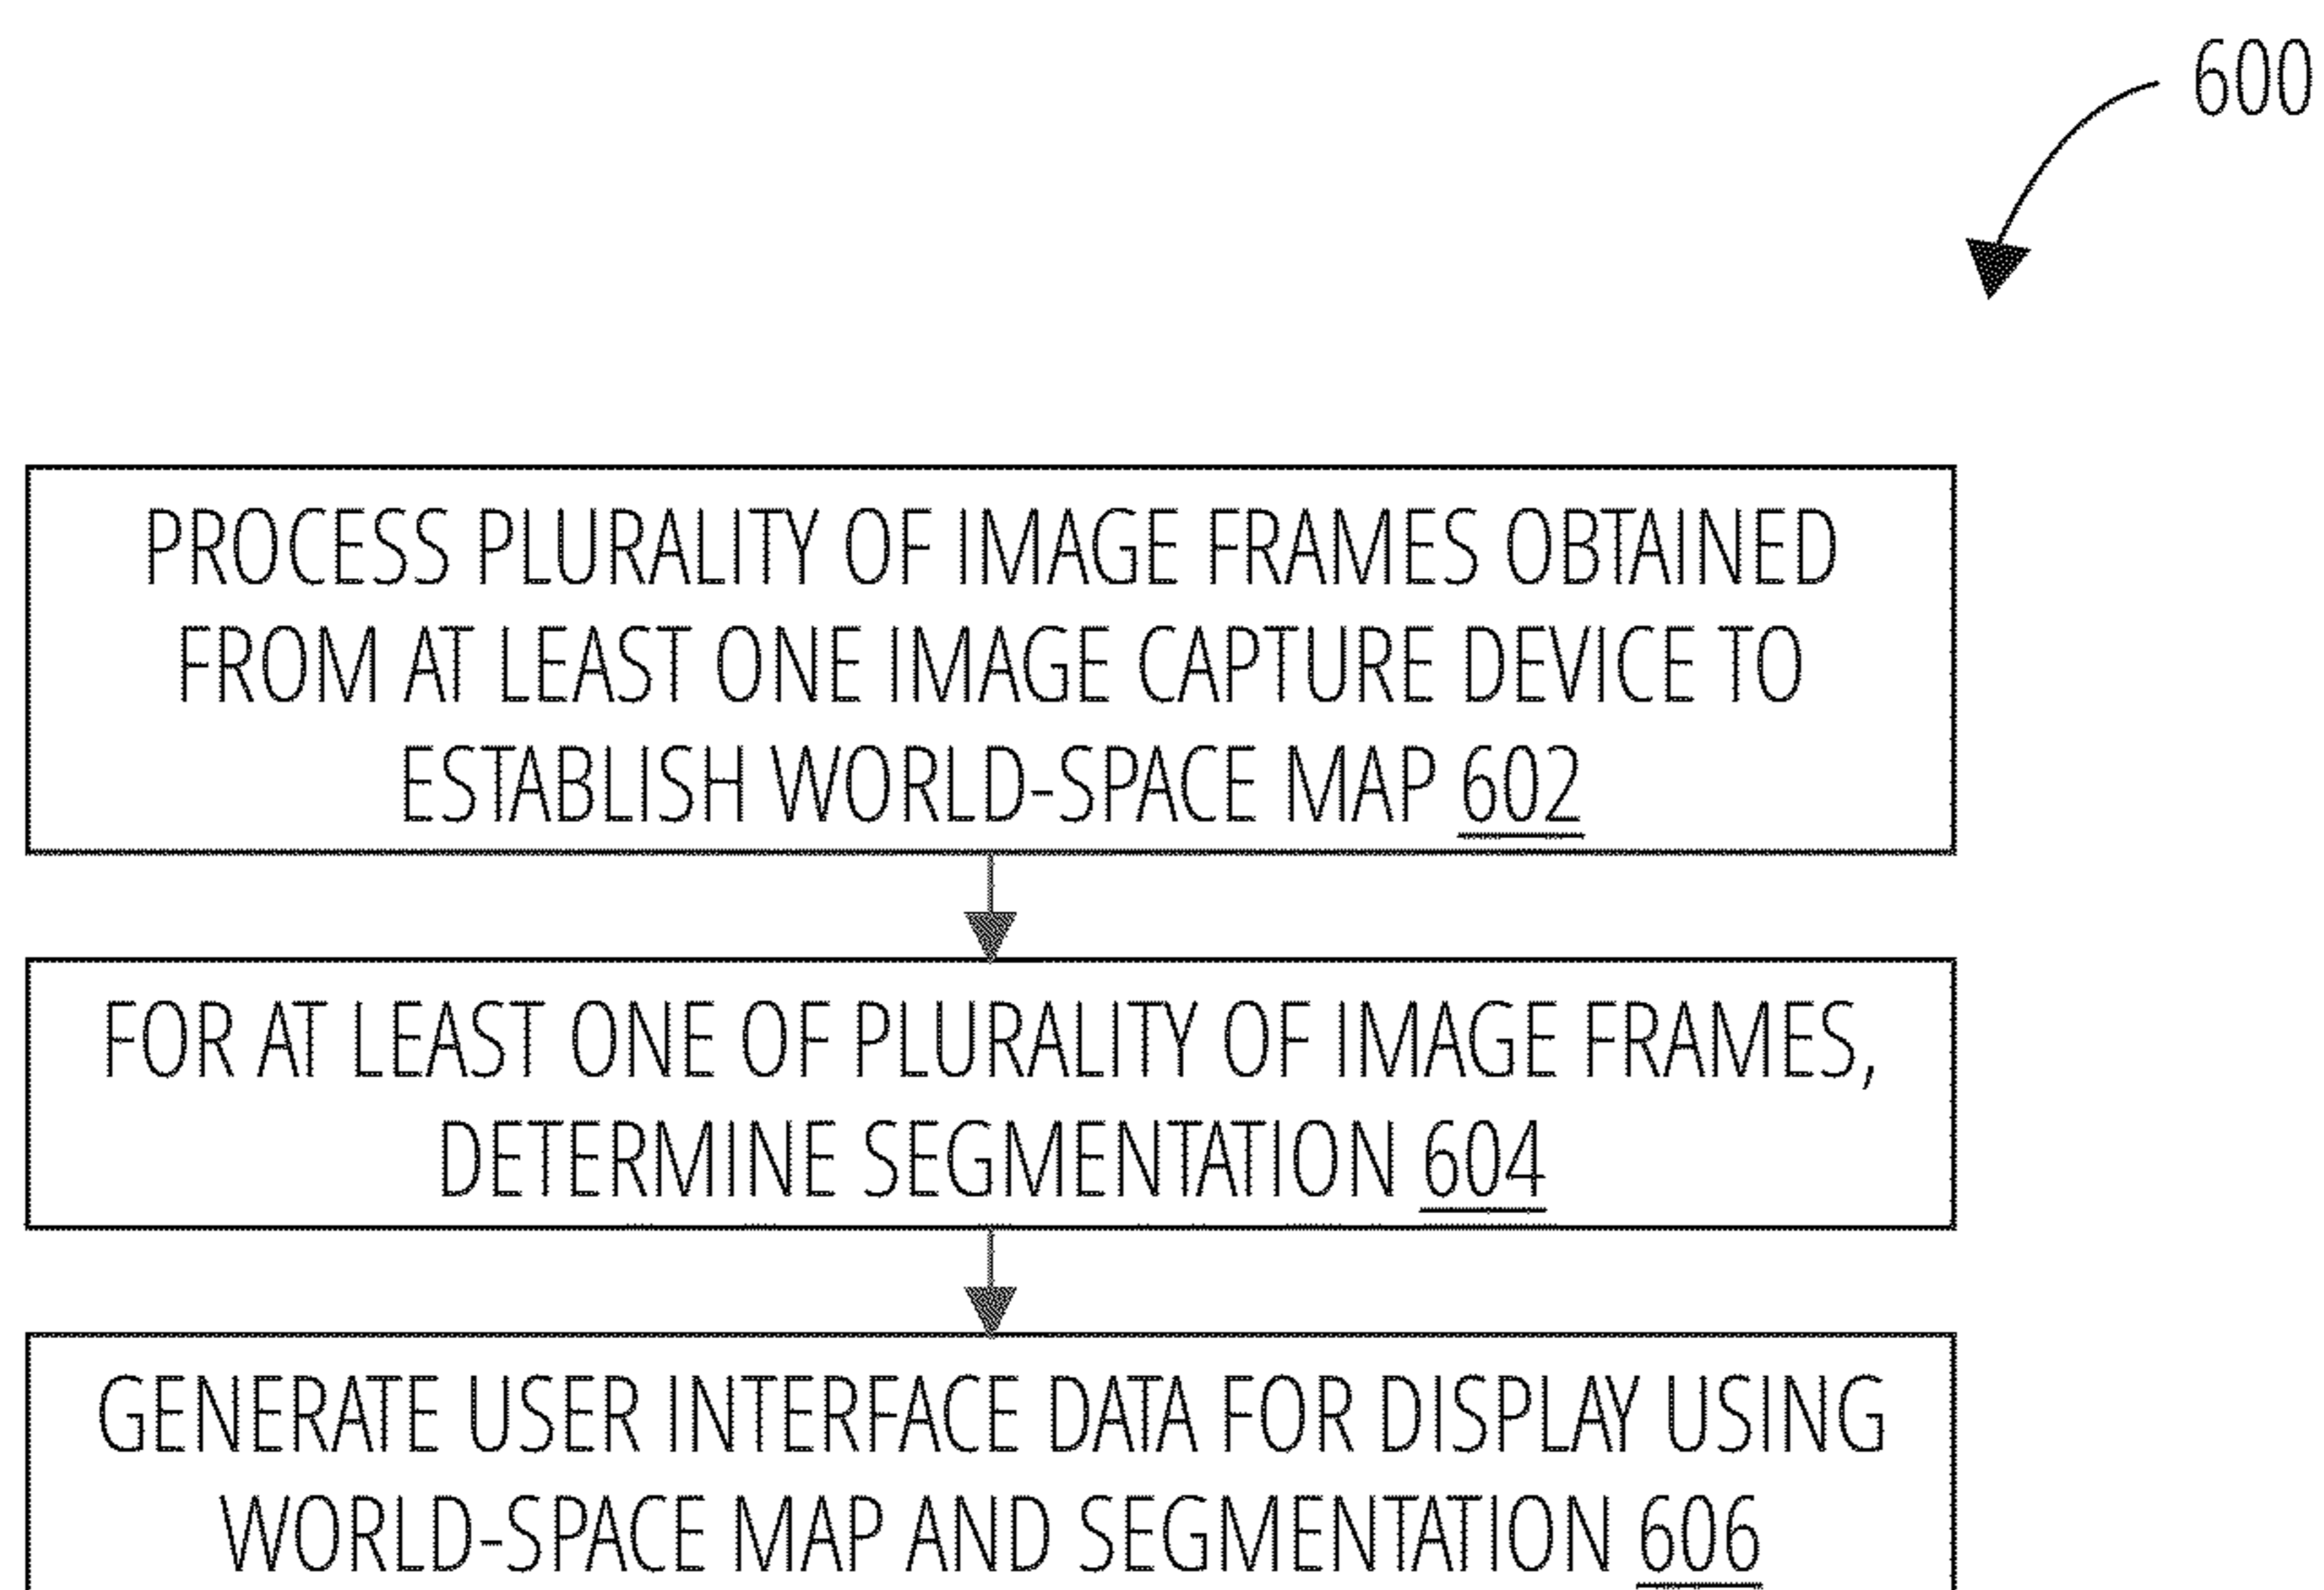 600
PROCESS PLURALITY OF IMAGE FRAMES OBTAINED
FROM AT LEAST ONE IMAGE CAPTURE DEVICE TO
ESTABLISH WORLD-SPACE MAP 602
FOR AT LEAST ONE OF PLURALITY OF IMAGE FRAMES,
DETERMINE SEGMENTATION 604
GENERATE USER INTERFACE DATA FOR DISPLAY USING
WORLD-SPACE MAP AND SEGMENTATION 606